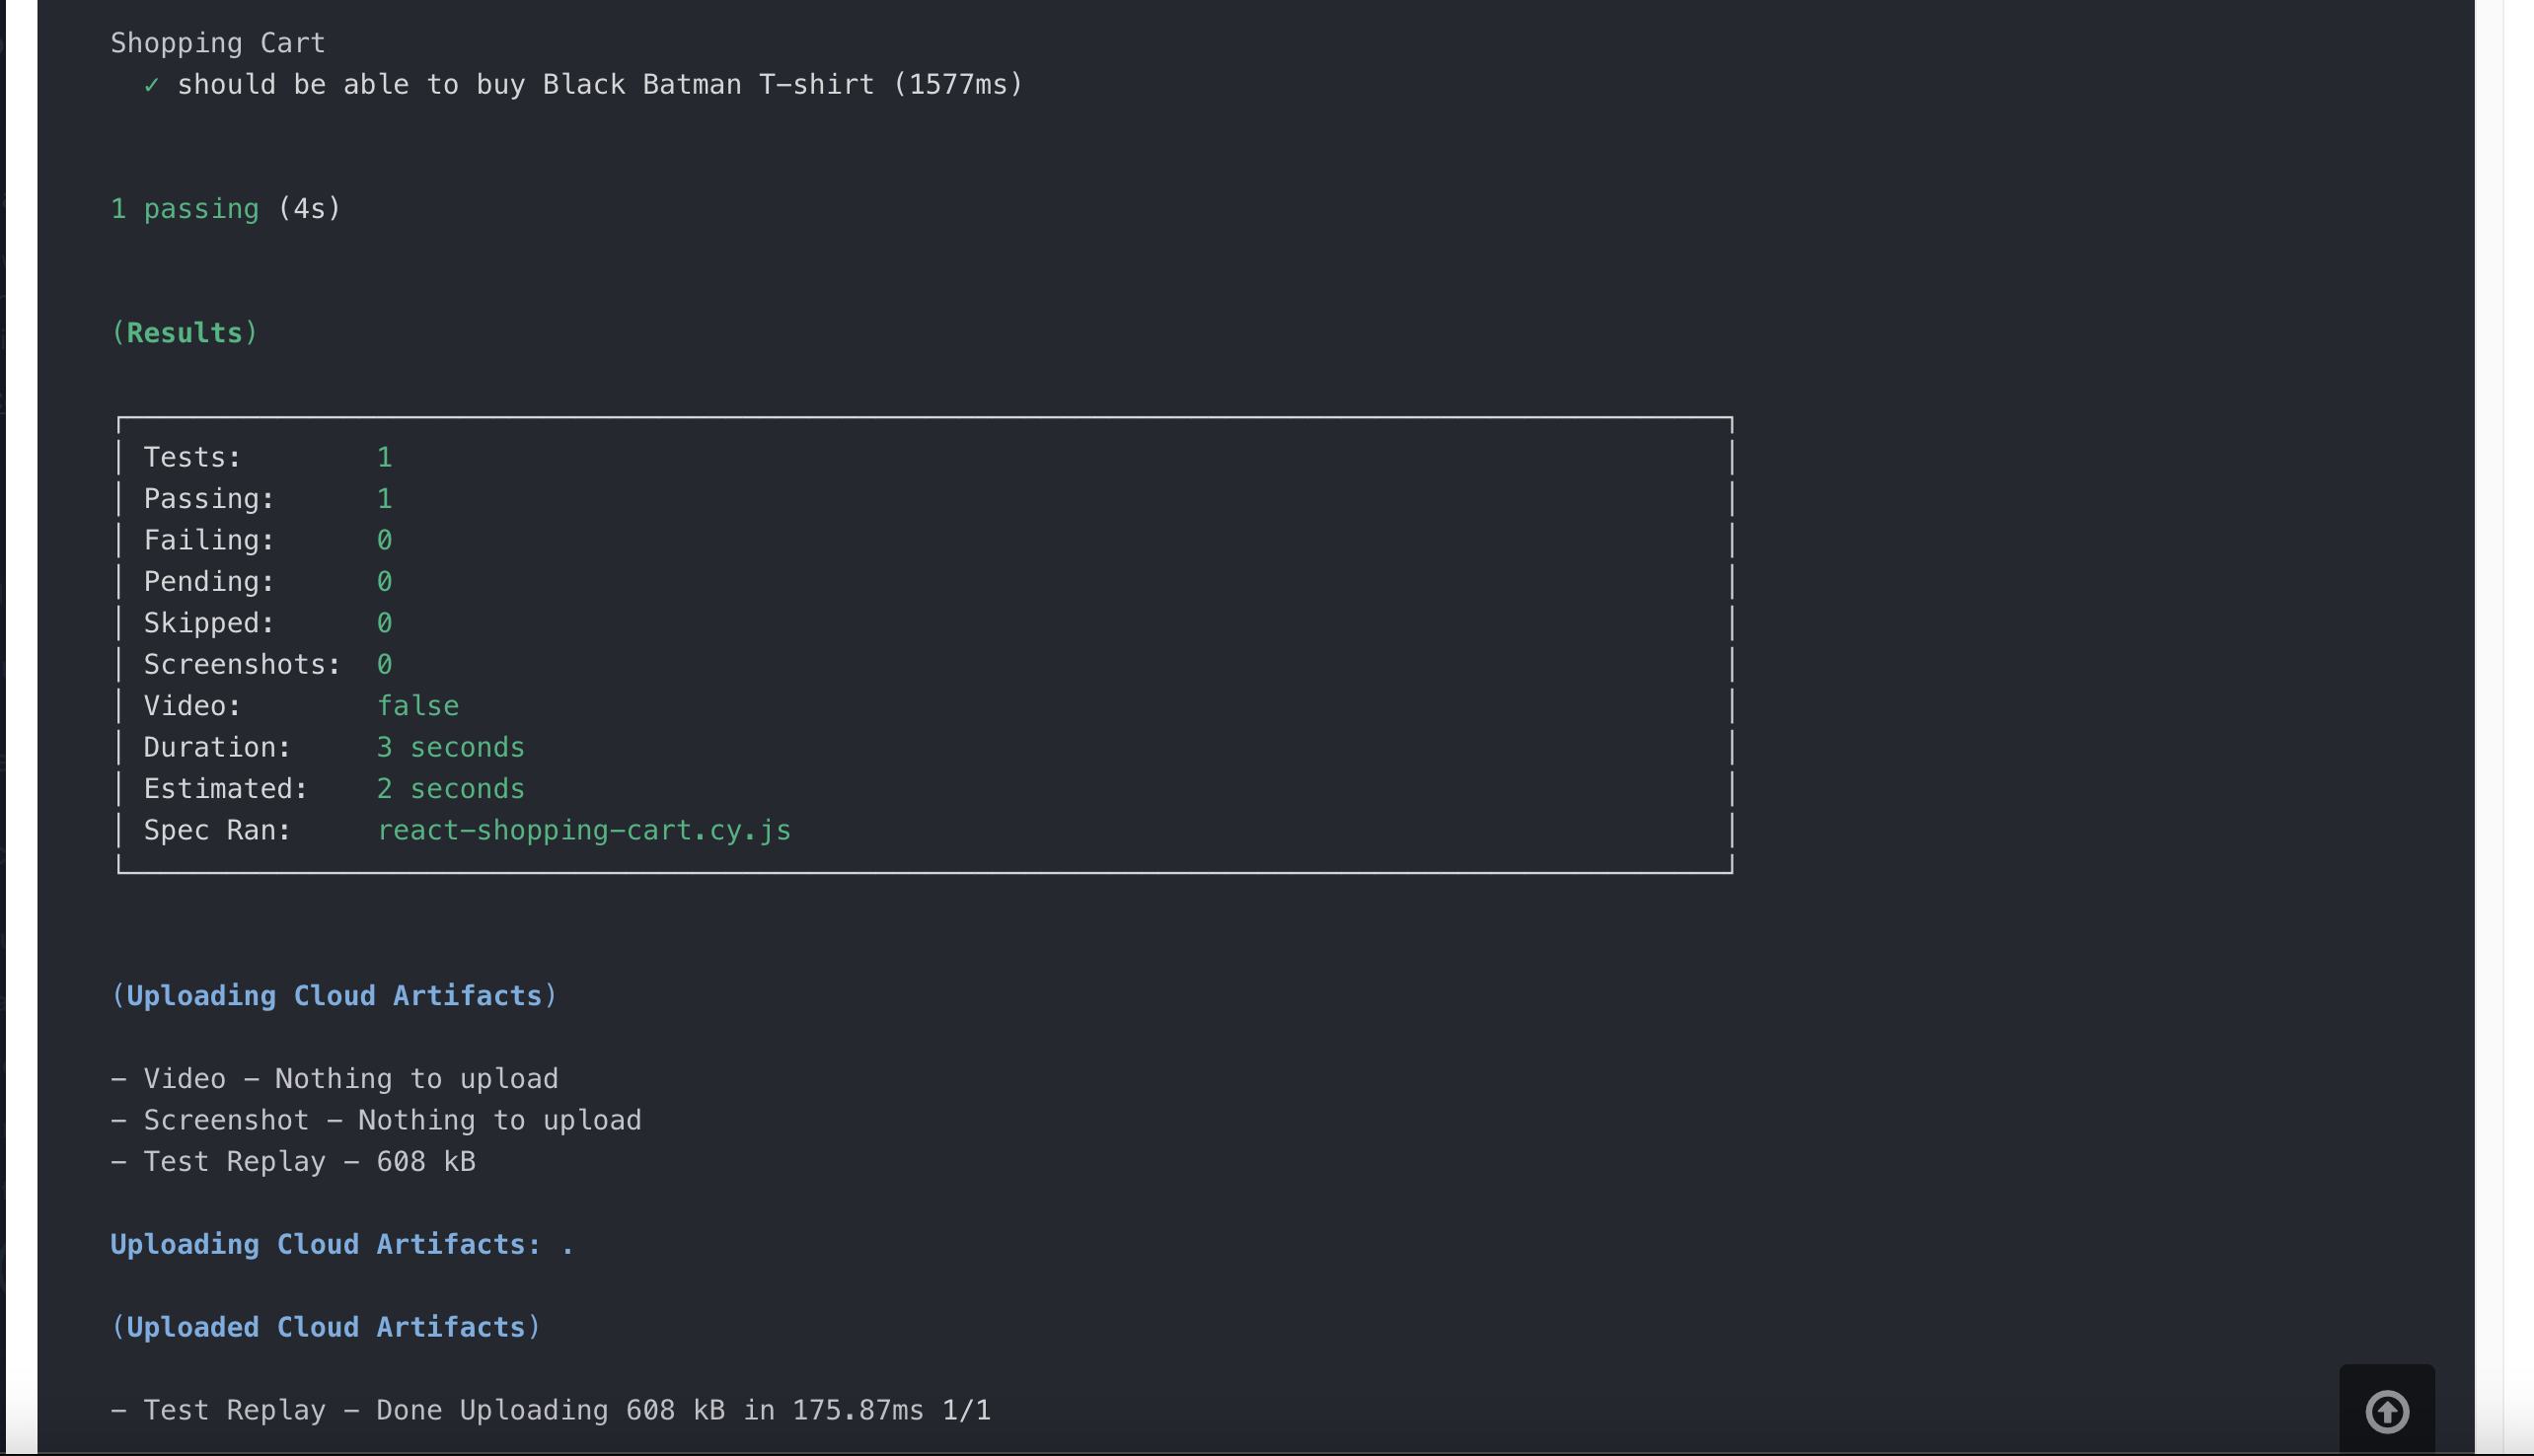 Shopping Cart
✓ should be able to buy Black Batman T-shirt (1577ms)
1 passing (4s)
(Results)
Tests: 1
Passing: 1
Failing: 0
Pending: 0
Skipped: 0
Screenshots: 0
Video: false
Duration: 3 seconds
Estimated: 2 seconds
Spec Ran: react-shopping-cart.cy.js
(Uploading Cloud Artifacts)
- Video - Nothing to upload
- Screenshot - Nothing to upload
- Test Replay - 608 kB
Uploading Cloud Artifacts: .
(Uploaded Cloud Artifacts)
- Test Replay - Done Uploading 608 kB in 175.87ms 1/1